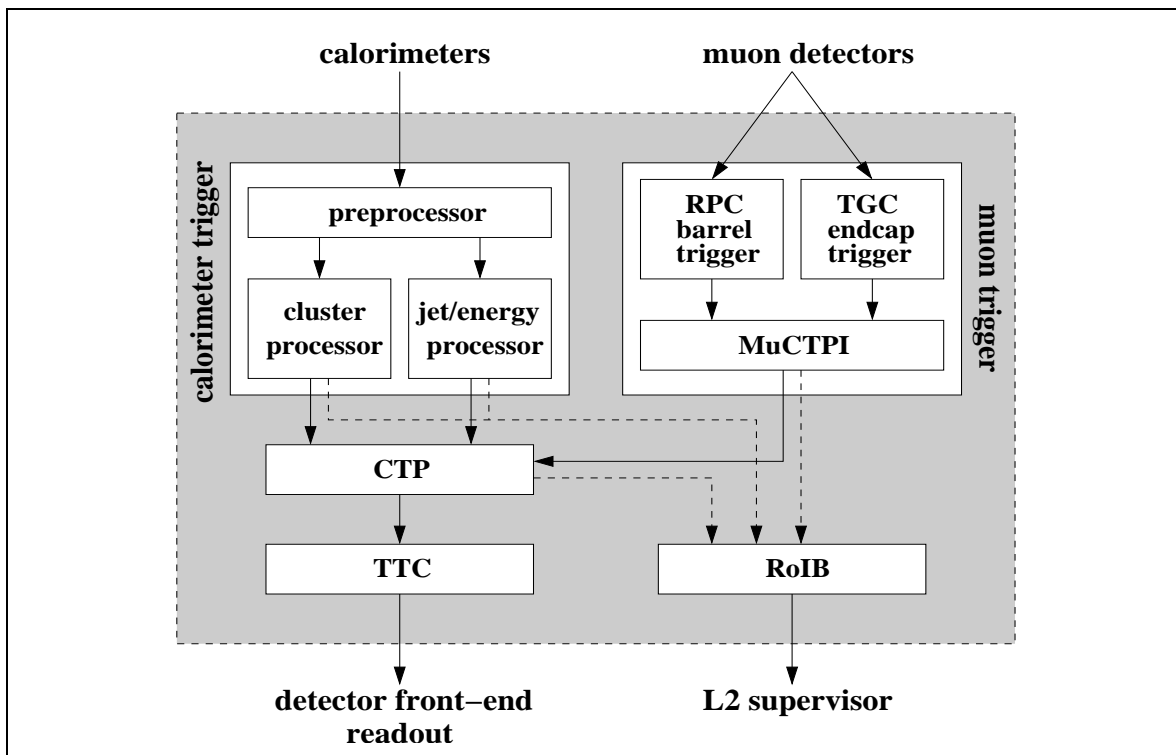 calorimeters
muon detectors
calorimeter trigger
preprocessor
cluster
processor
jet/energy
processor
RPC
barrel
trigger
TGC
endcap
trigger
MuCTPI
muon trigger
CTP
TTC
RoIB
detector front−end
readout
L2 supervisor